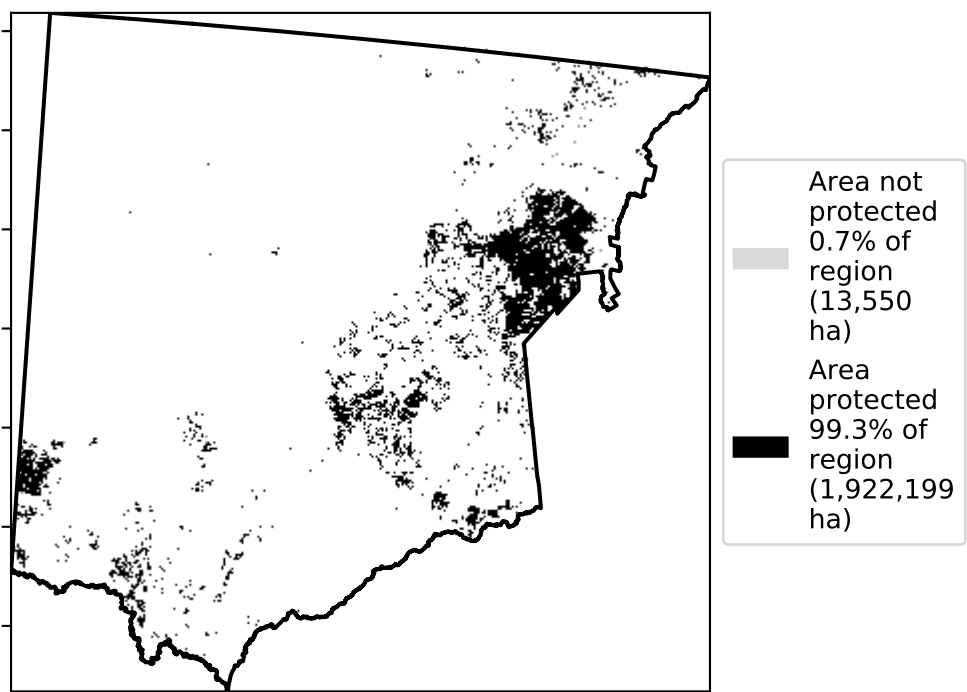 Area not
protected
0.7% of
region
(13,550
ha)
Area
protected
99.3% of
region
(1,922,199
ha)